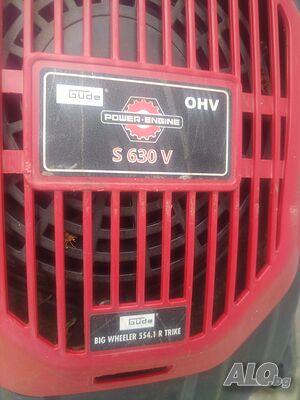 Güde
OHV
POWER-ENGINE
S 630 V
Güde
BIG WHEELER 554.1 R TRIKE
ALO.bg